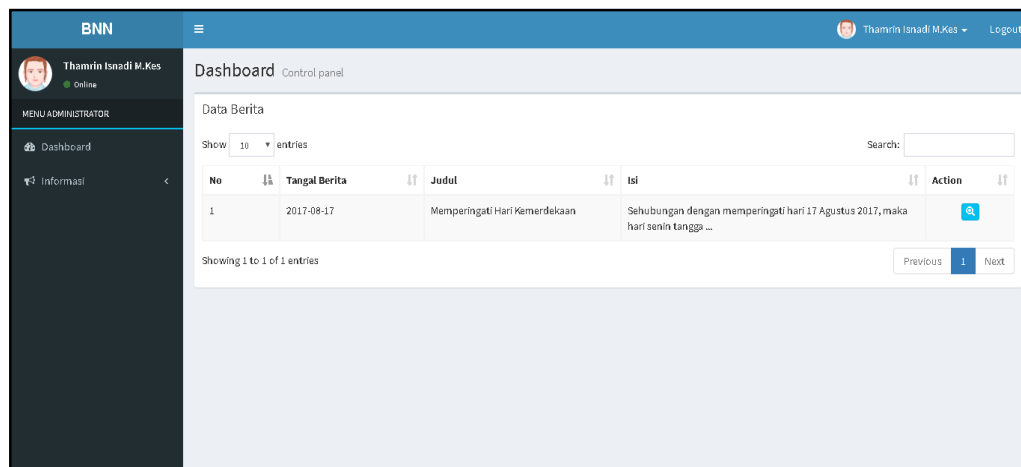 BNN
Thamrin Isnadi M.Kes Logout
Thamrin Isnadi M.Kes
Online
MENU ADMINISTRATOR
Dashboard
Informasi
Dashboard Control panel
Data Berita
Show 10 entries Search:
No Tangal Berita Judul Isi Action
1 2017-08-17 Memperingati Hari Kemerdekaan Sehubungan dengan memperingati hari 17 Agustus 2017, maka
hari senin tangga ...
Showing 1 to 1 of 1 entries Previous 1 Next